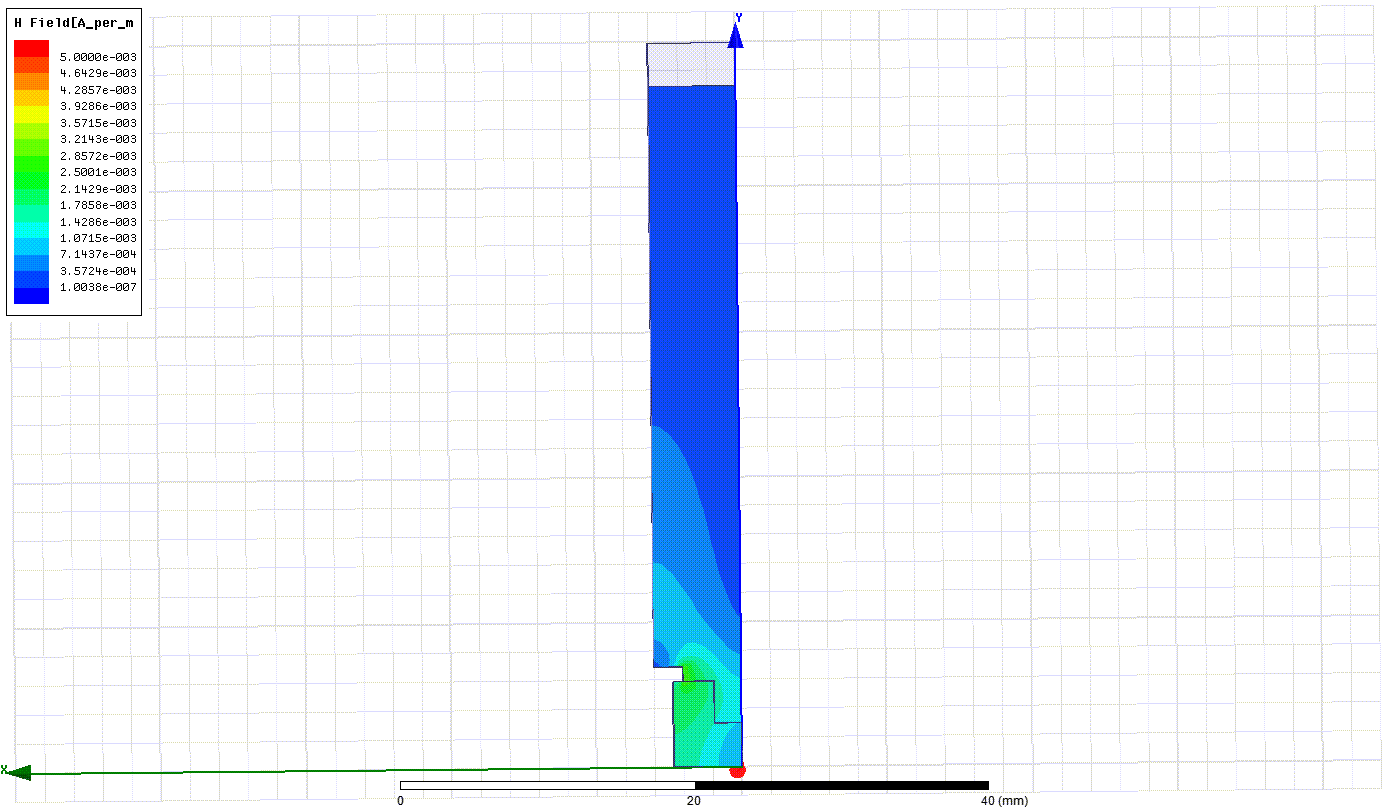 H Field[A_per_m
5.0000e-003
4.6429e-003
4.2857e-003
3.9286e-003
3.5715e-003
3.2143e-003
2.8572e-003
2.5001e-003
2.1429e-003
1.7858e-003
1.4286e-003
1.0715e-003
7.1437e-004
3.5724e-004
1.0038e-007
Y
X
0
20
40 (mm)